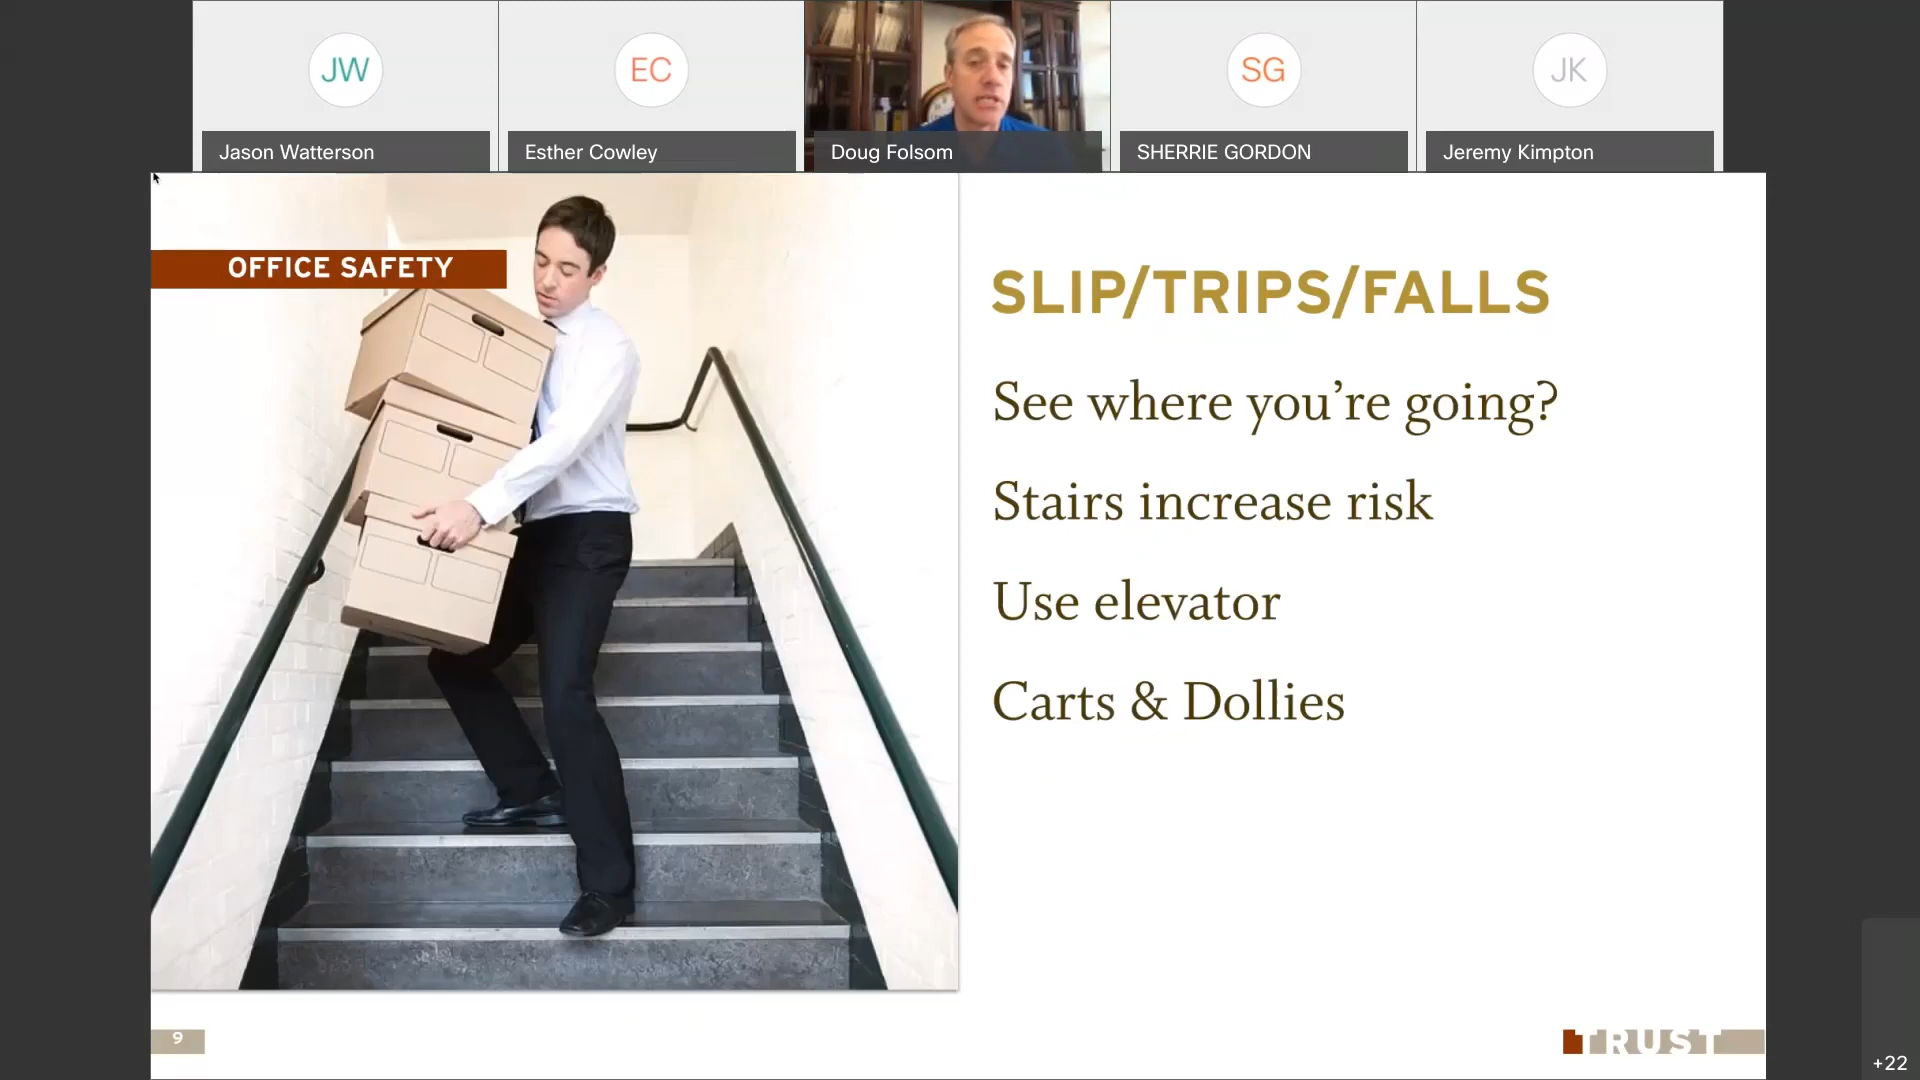 JW
EC
SG
JK
Jason Watterson
Esther Cowley
Doug Folsom
SHERRIE GORDON
Jeremy Kimpton
OFFICE SAFETY
SLIP/TRIPS/FALLS
See where you’re going?
Stairs increase risk
Use elevator
Carts & Dollies
9
TRUST
+22